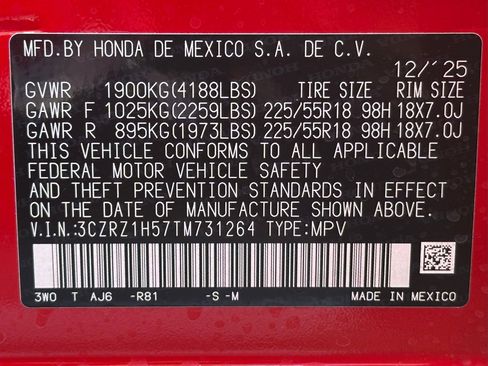 MFD.BY HONDA DE MEXICO S.A. DE C.V.
12/'25
GVWR 1900KG(4188LBS) TIRE SIZE RIM SIZE
GAWR F 1025KG(2259LBS) 225/55R18 98H 18X7.0J
GAWR R 895KG(1973LBS) 225/55R18 98H 18X7.0J
THIS VEHICLE CONFORMS TO ALL APPLICABLE
FEDERAL MOTOR VEHICLE SAFETY
AND THEFT PREVENTION STANDARDS IN EFFECT
ON THE DATE OF MANUFACTURE SHOWN ABOVE.
V.I.N.:3CZRZ1H57TM731264 TYPE:MPV
3WO T AJ6 -R81 -S -M MADE IN MEXICO